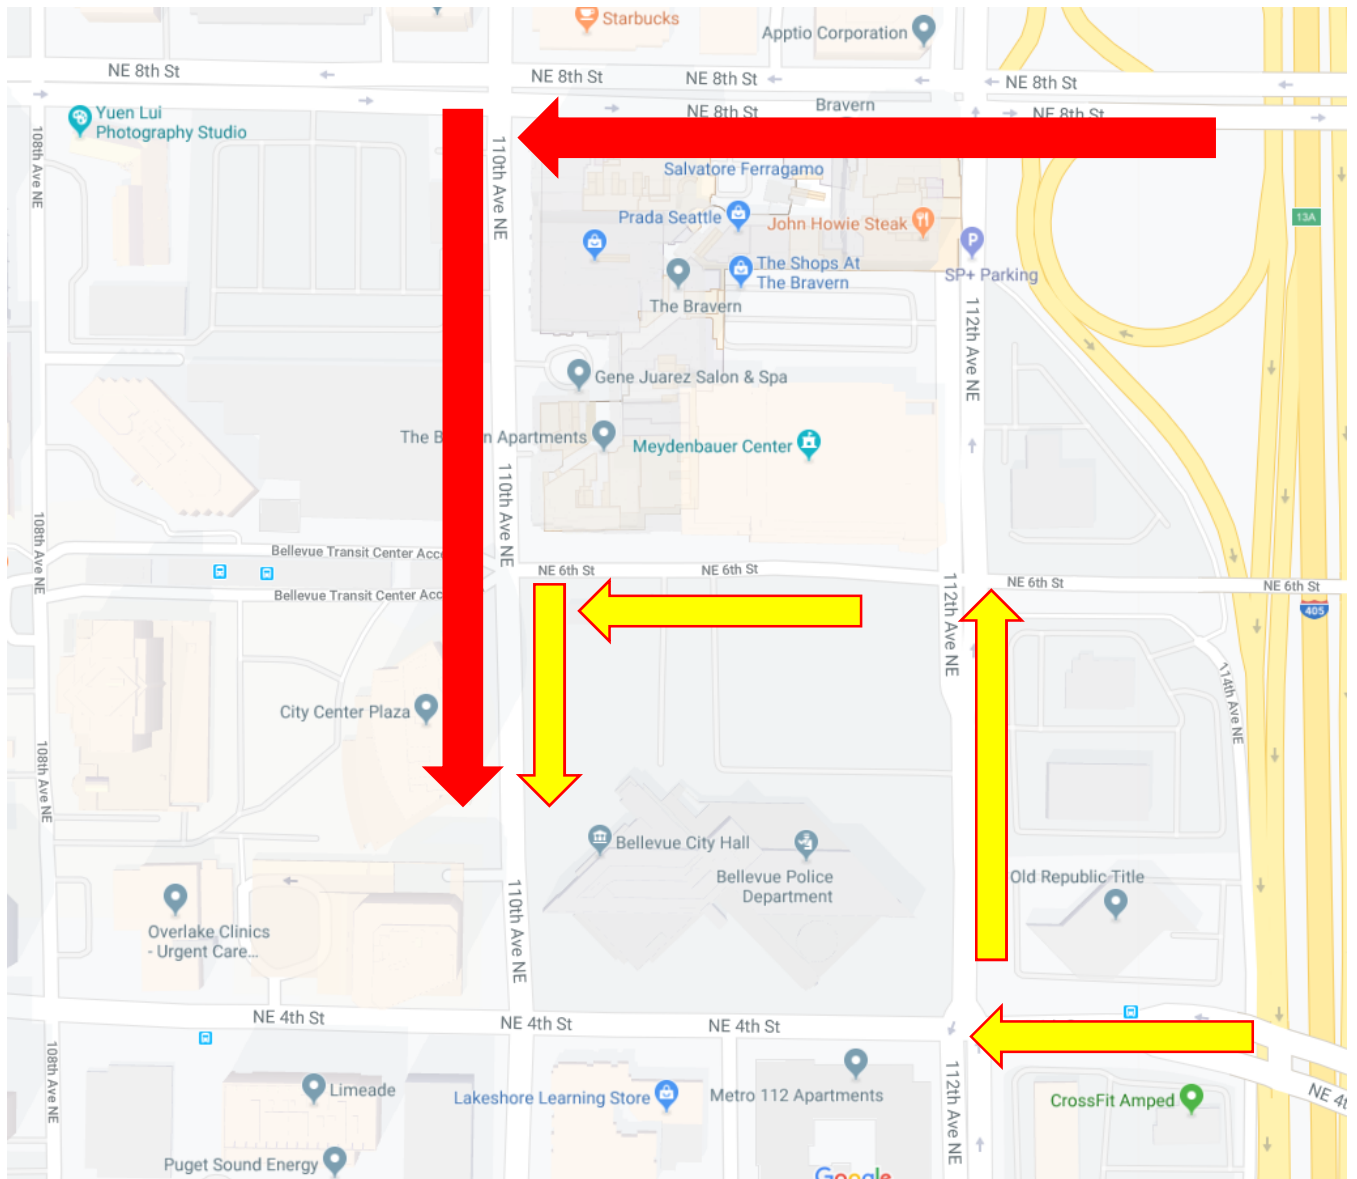 Starbucks
Apptio Corporation
NE 8th St
NE 8th St
NE 8th St
NE 8th St
NE 8th St
NE 8th St
Bravern
Yuen Lui
Photography Studio
108th Ave NE
110th Ave NE
Salvatore Ferragamo
Prada Seattle
John Howie Steak
13A
P
The Shops At
The Bravern
SP+ Parking
The Bravern
112th Ave NE
Gene Juarez Salon & Spa
The B n Apartments
Meydenbauer Center
110th Ave NE
108th Ave NE
Bellevue Transit Center Acc
NE 6th St
NE 6th St
NE 6th St
NE 6th St
Bellevue Transit Center Acc
405
112th Ave NE
114th Ave NE
City Center Plaza
108th Ave NE
Bellevue City Hall
Bellevue Police
Department
Old Republic Title
110th Ave NE
Overlake Clinics
- Urgent Care...
NE 4th St
NE 4th St
NE 4th St
108th Ave NE
112th Ave NE
Limeade
Lakeshore Learning Store
Metro 112 Apartments
CrossFit Amped
NE 4t
Puget Sound Energy
Google